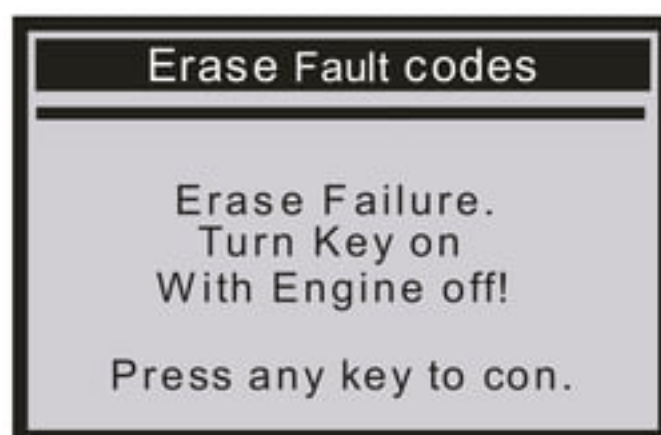 Erase Fault codes
Erase Failure.
Turn Key on
With Engine off!
Press any key to con.